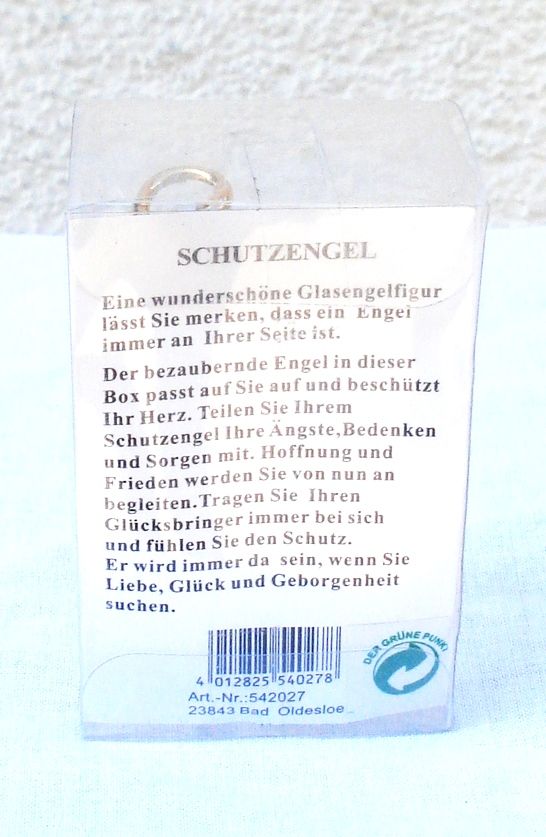 SCHUTZENGEL
Eine wunderschöne Glasengelfigur
lässt Sie merken, dass ein Engel
immer an Ihrer Seite ist.
Der bezaubernde Engel in dieser
Box passt auf Sie auf und beschützt
Ihr Herz. Teilen Sie Ihrem
Schutzengel Ihre Ängste,Bedenken
und Sorgen mit. Hoffnung und
Frieden werden Sie von nun an
begleiten.Tragen Sie Ihren
Glücksbringer immer bei sich
und fühlen Sie den Schutz.
Er wird immer da sein, wenn Sie
Liebe, Glück und Geborgenheit
suchen.
4 012825 540278
Art.-Nr.:542027
23843 Bad Oldesloe
DER GRÜNE PUNKT